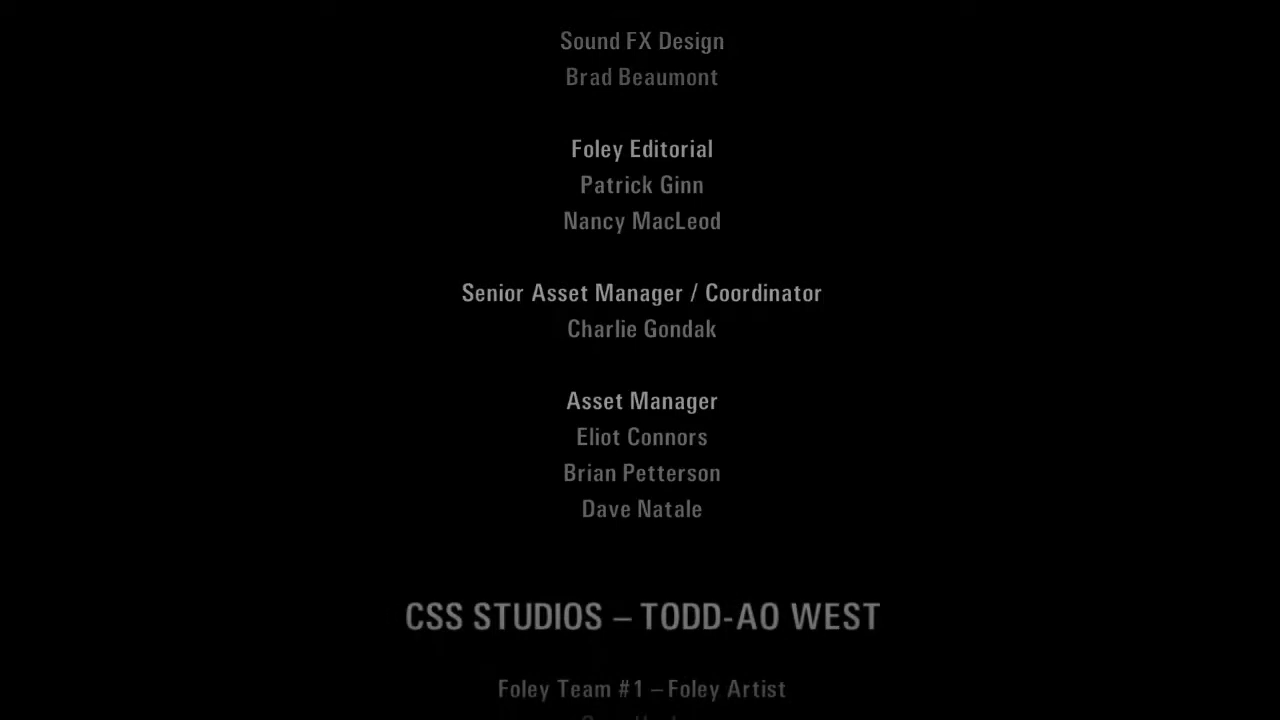 Sound FX Design
Brad Beaumont
Foley Editorial
Patrick Ginn
Nancy MacLeod
Senior Asset Manager / Coordinator
Charlie Gondak
Asset Manager
Eliot Connors
Brian Petterson
Dave Natale
CSS STUDIOS – TODD-AO WEST
Foley Team #1 – Foley Artist